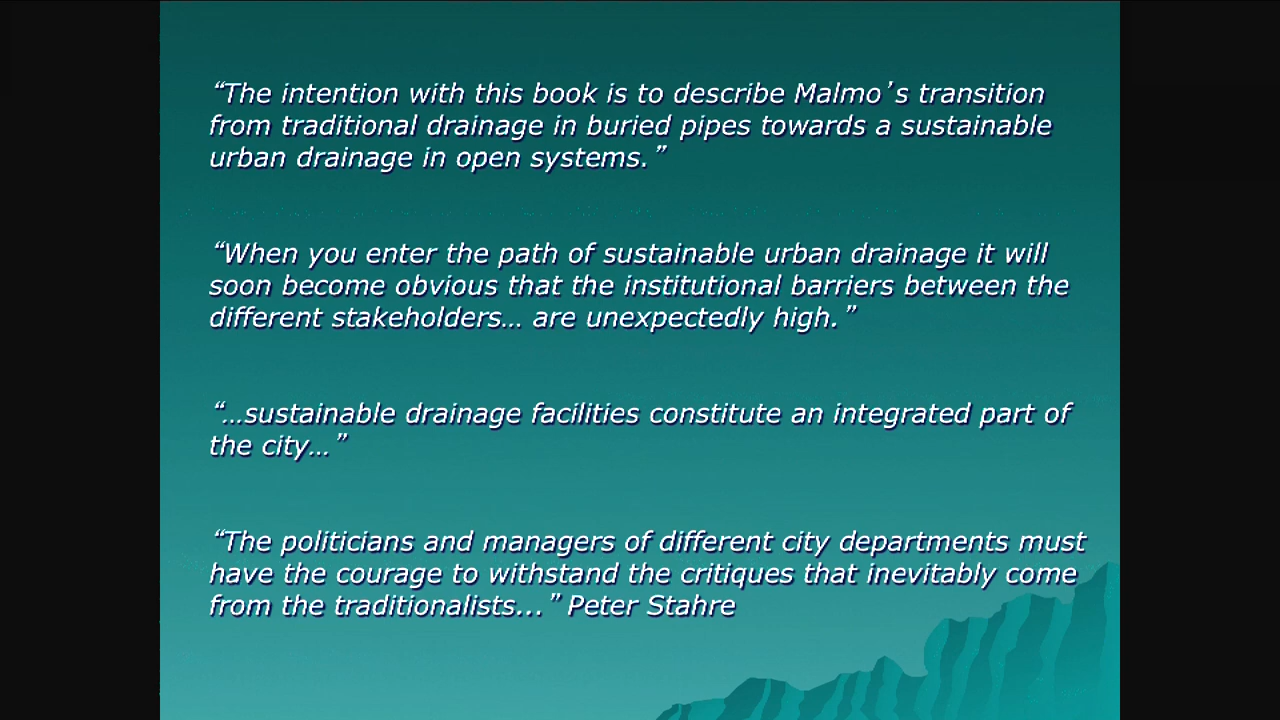 “The intention with this book is to describe Malmo’s transition
from traditional drainage in buried pipes towards a sustainable
urban drainage in open systems.”
“When you enter the path of sustainable urban drainage it will
soon become obvious that the institutional barriers between the
different stakeholders… are unexpectedly high.”
“…sustainable drainage facilities constitute an integrated part of
the city…”
“The politicians and managers of different city departments must
have the courage to withstand the critiques that inevitably come
from the traditionalists...” Peter Stahre